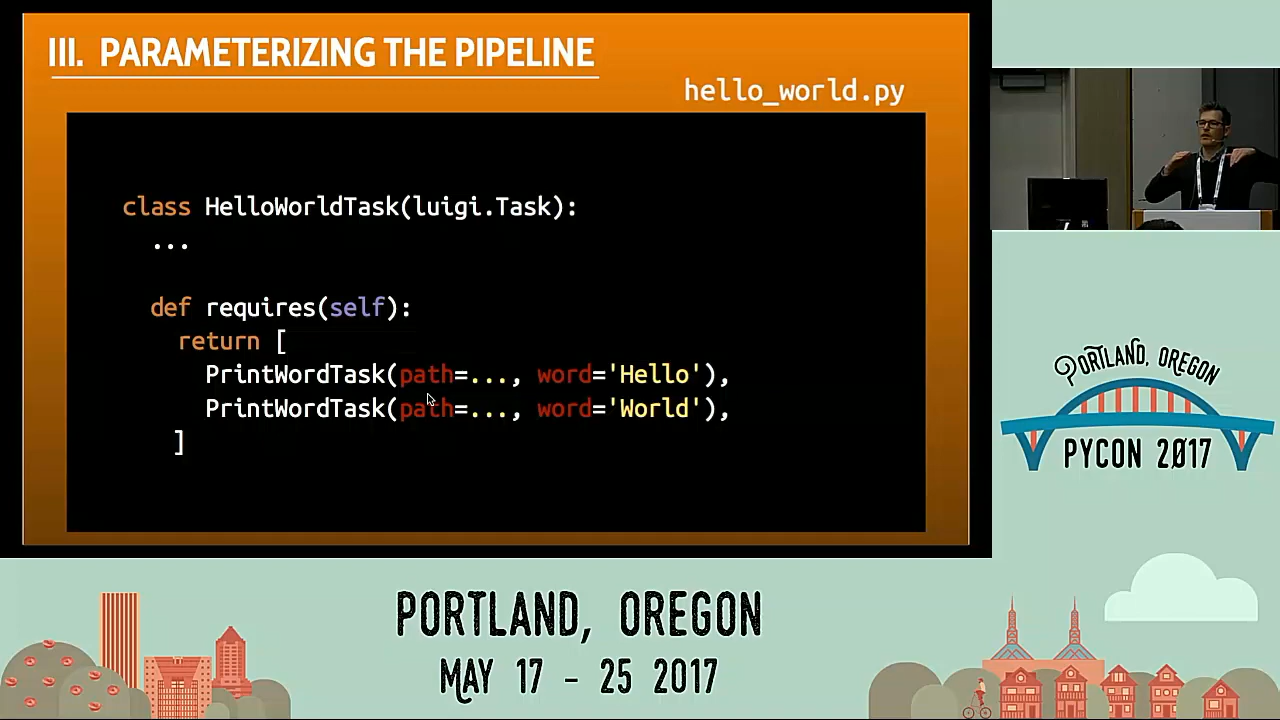 III. PARAMETERIZING THE PIPELINE
hello_world.py
class HelloWorldTask(luigi.Task):
...
def requires(self):
return [
PrintWordTask(path=..., word='Hello'),
PrintWordTask(path=..., word='World'),
]
PORTLAND, OREGON
PYCON 2017
PORTLAND, OREGON
MAY 17 - 25 2017